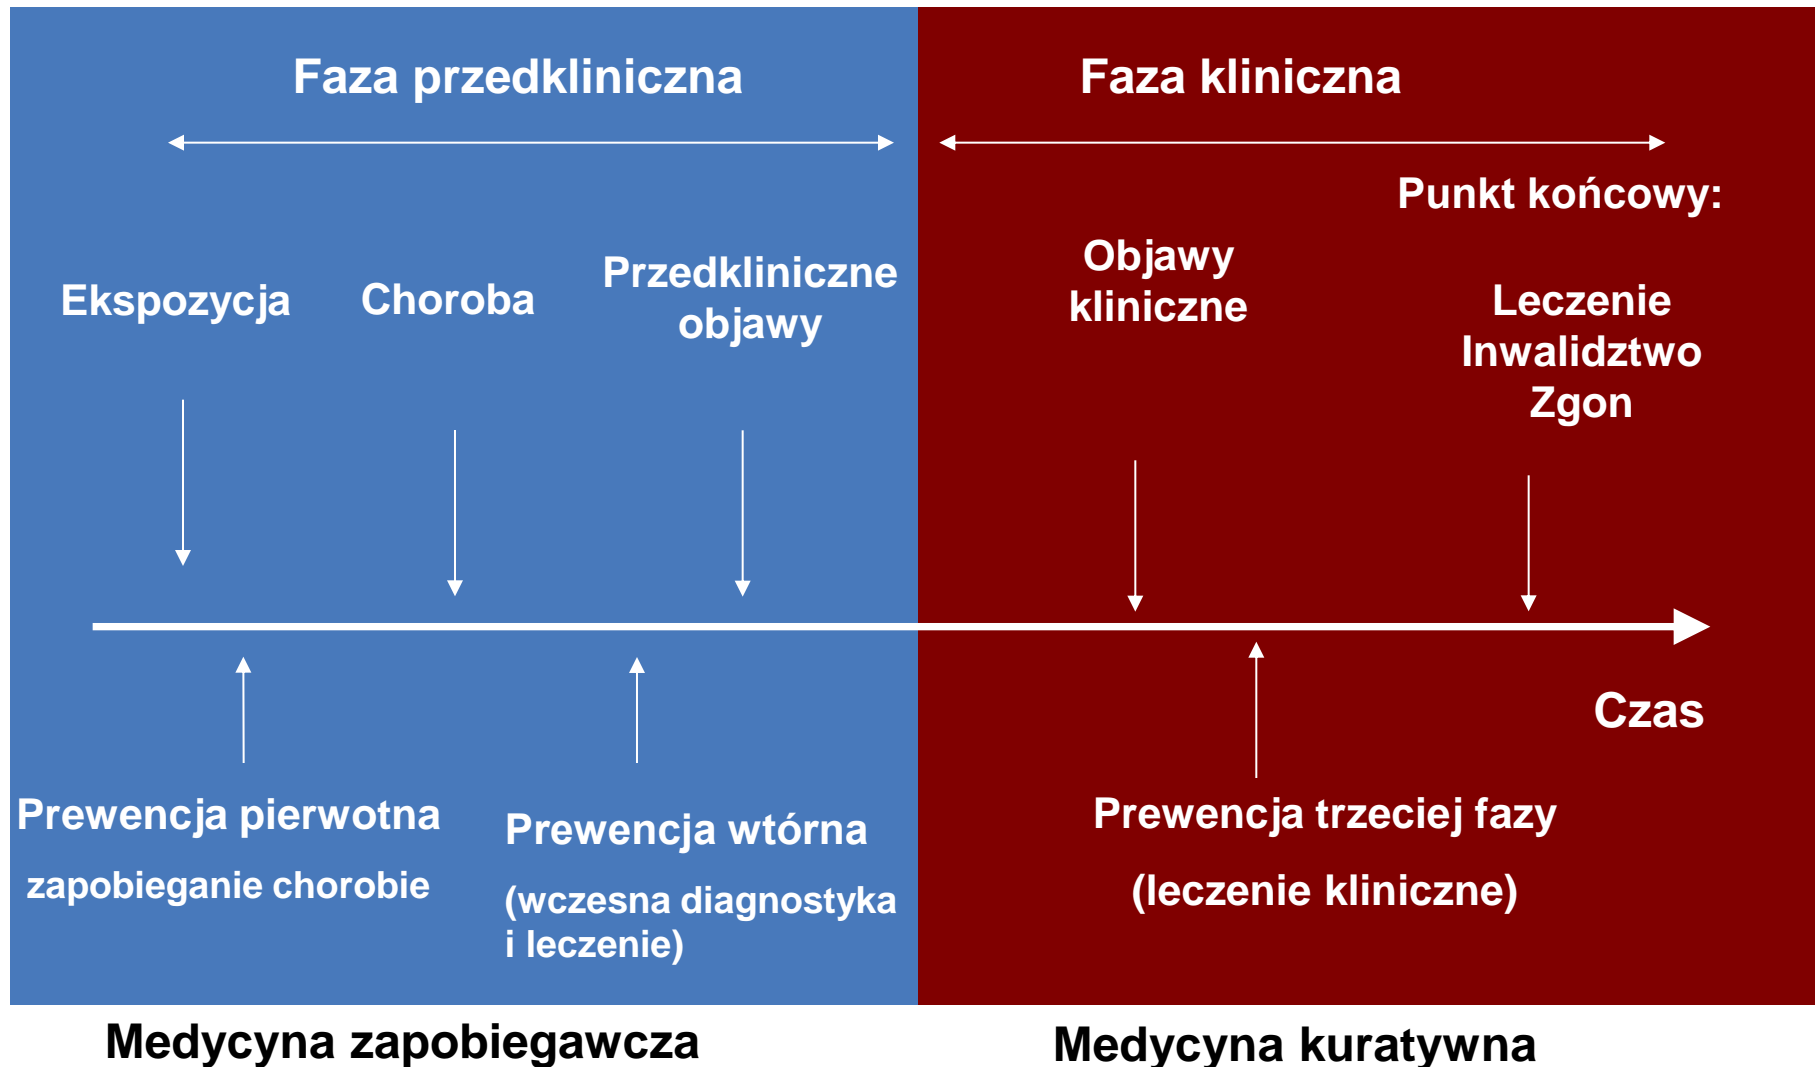 Faza przedkliniczna
Faza kliniczna
Punkt końcowy:
Ekspozycja
Choroba
Przedkliniczne
objawy
Objawy
kliniczne
Leczenie
Inwalidztwo
Zgon
Czas
Prewencja pierwotna
zapobieganie chorobie
Prewencja wtórna
(wczesna diagnostyka
i leczenie)
Prewencja trzeciej fazy
(leczenie kliniczne)
Medycyna zapobiegawcza
Medycyna kuratywna